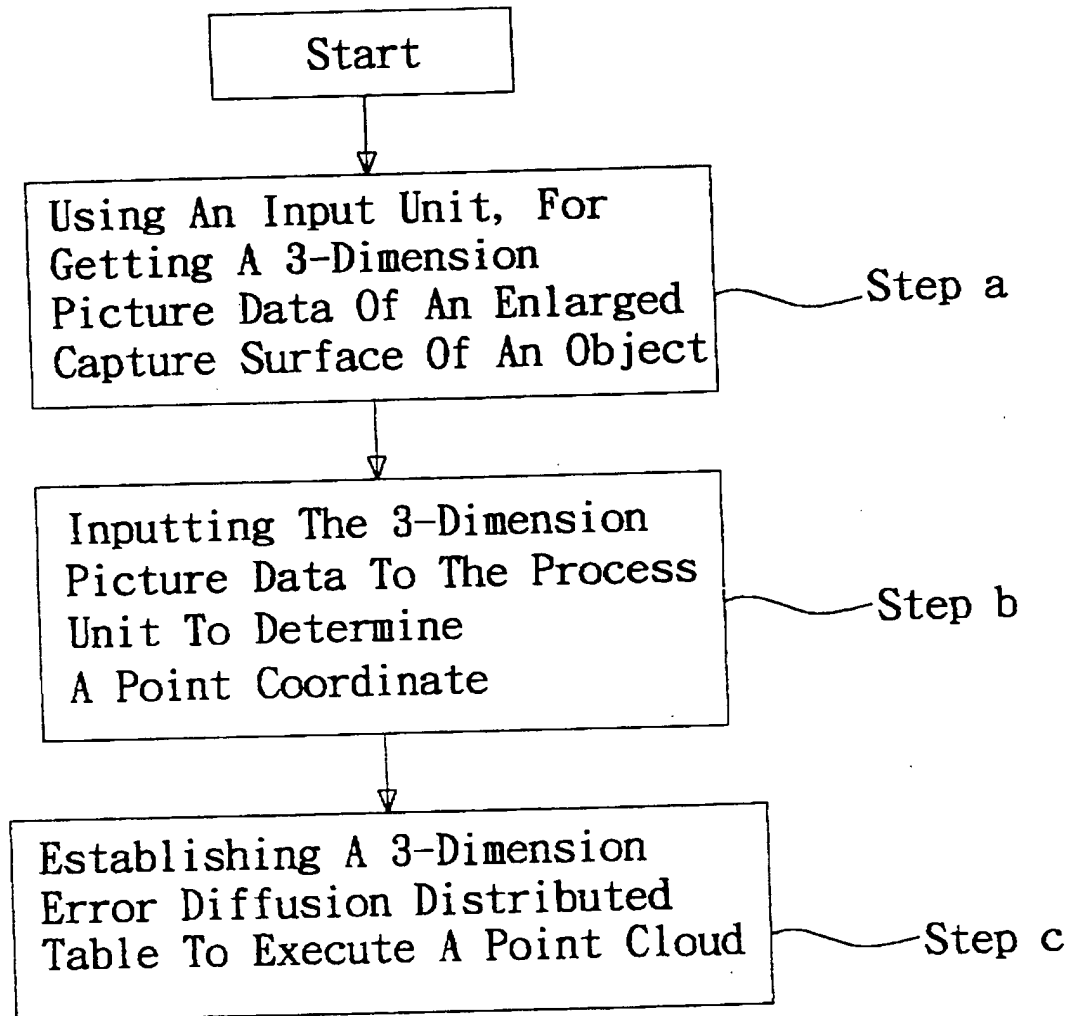 Start
Using An Input Unit, For
Getting A 3-Dimension
Picture Data Of An Enlarged
Capture Surface Of An Object
Step a
Inputting The 3-Dimension
Picture Data To The Process
Unit To Determine
A Point Coordinate
Step b
Establishing A 3-Dimension
Error Diffusion Distributed
Table To Execute A Point Cloud
Step c